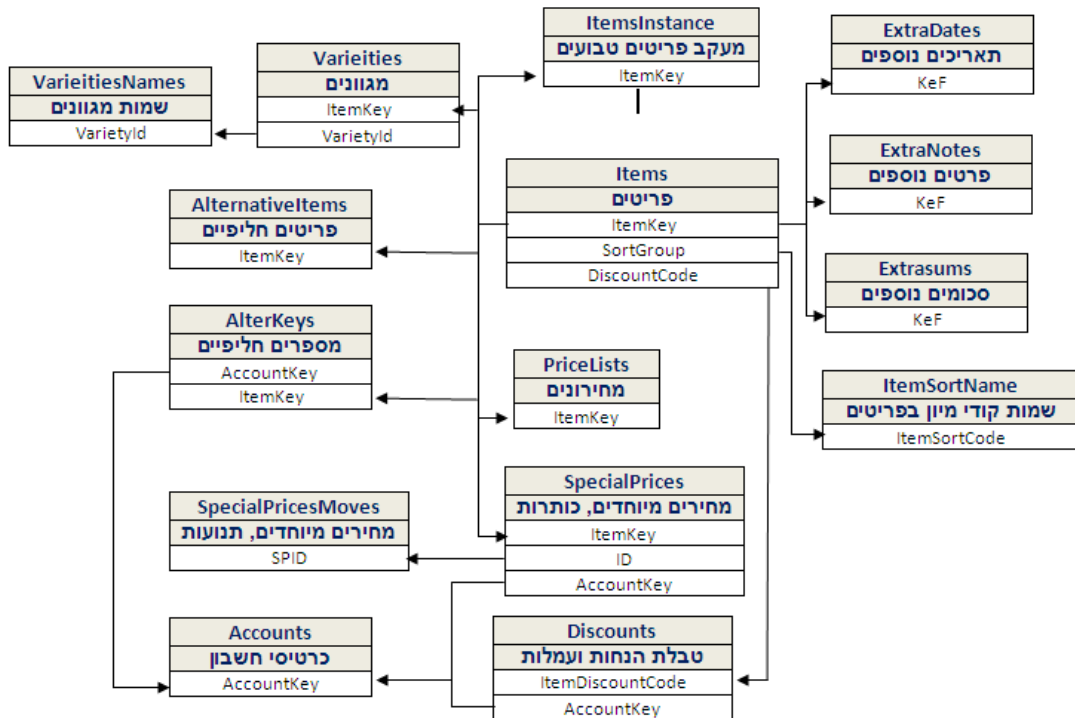 ItemsInstance
מעקב פריטים טבועים
ItemKey
ExtraDates
תאריכים נוספים
KeF
Varieities
מגוונים
ItemKey
VarietyId
VarieitiesNames
שמות מגוונים
VarietyId
ExtraNotes
פרטים נוספים
KeF
Items
פריטים
ItemKey
SortGroup
DiscountCode
AlternativeItems
פריטים חליפיים
ItemKey
Extrasums
סכומים נוספים
KeF
AlterKeys
מספרים חליפיים
AccountKey
ItemKey
PriceLists
מחירונים
ItemKey
ItemSortName
שמות קודי מיון בפריטים
ItemSortCode
SpecialPrices
מחירים מיוחדים, כותרות
ItemKey
ID
AccountKey
SpecialPricesMoves
מחירים מיוחדים, תנועות
SPID
Accounts
כרטיסי חשבון
AccountKey
Discounts
טבלת הנחות ועמלות
ItemDiscountCode
AccountKey